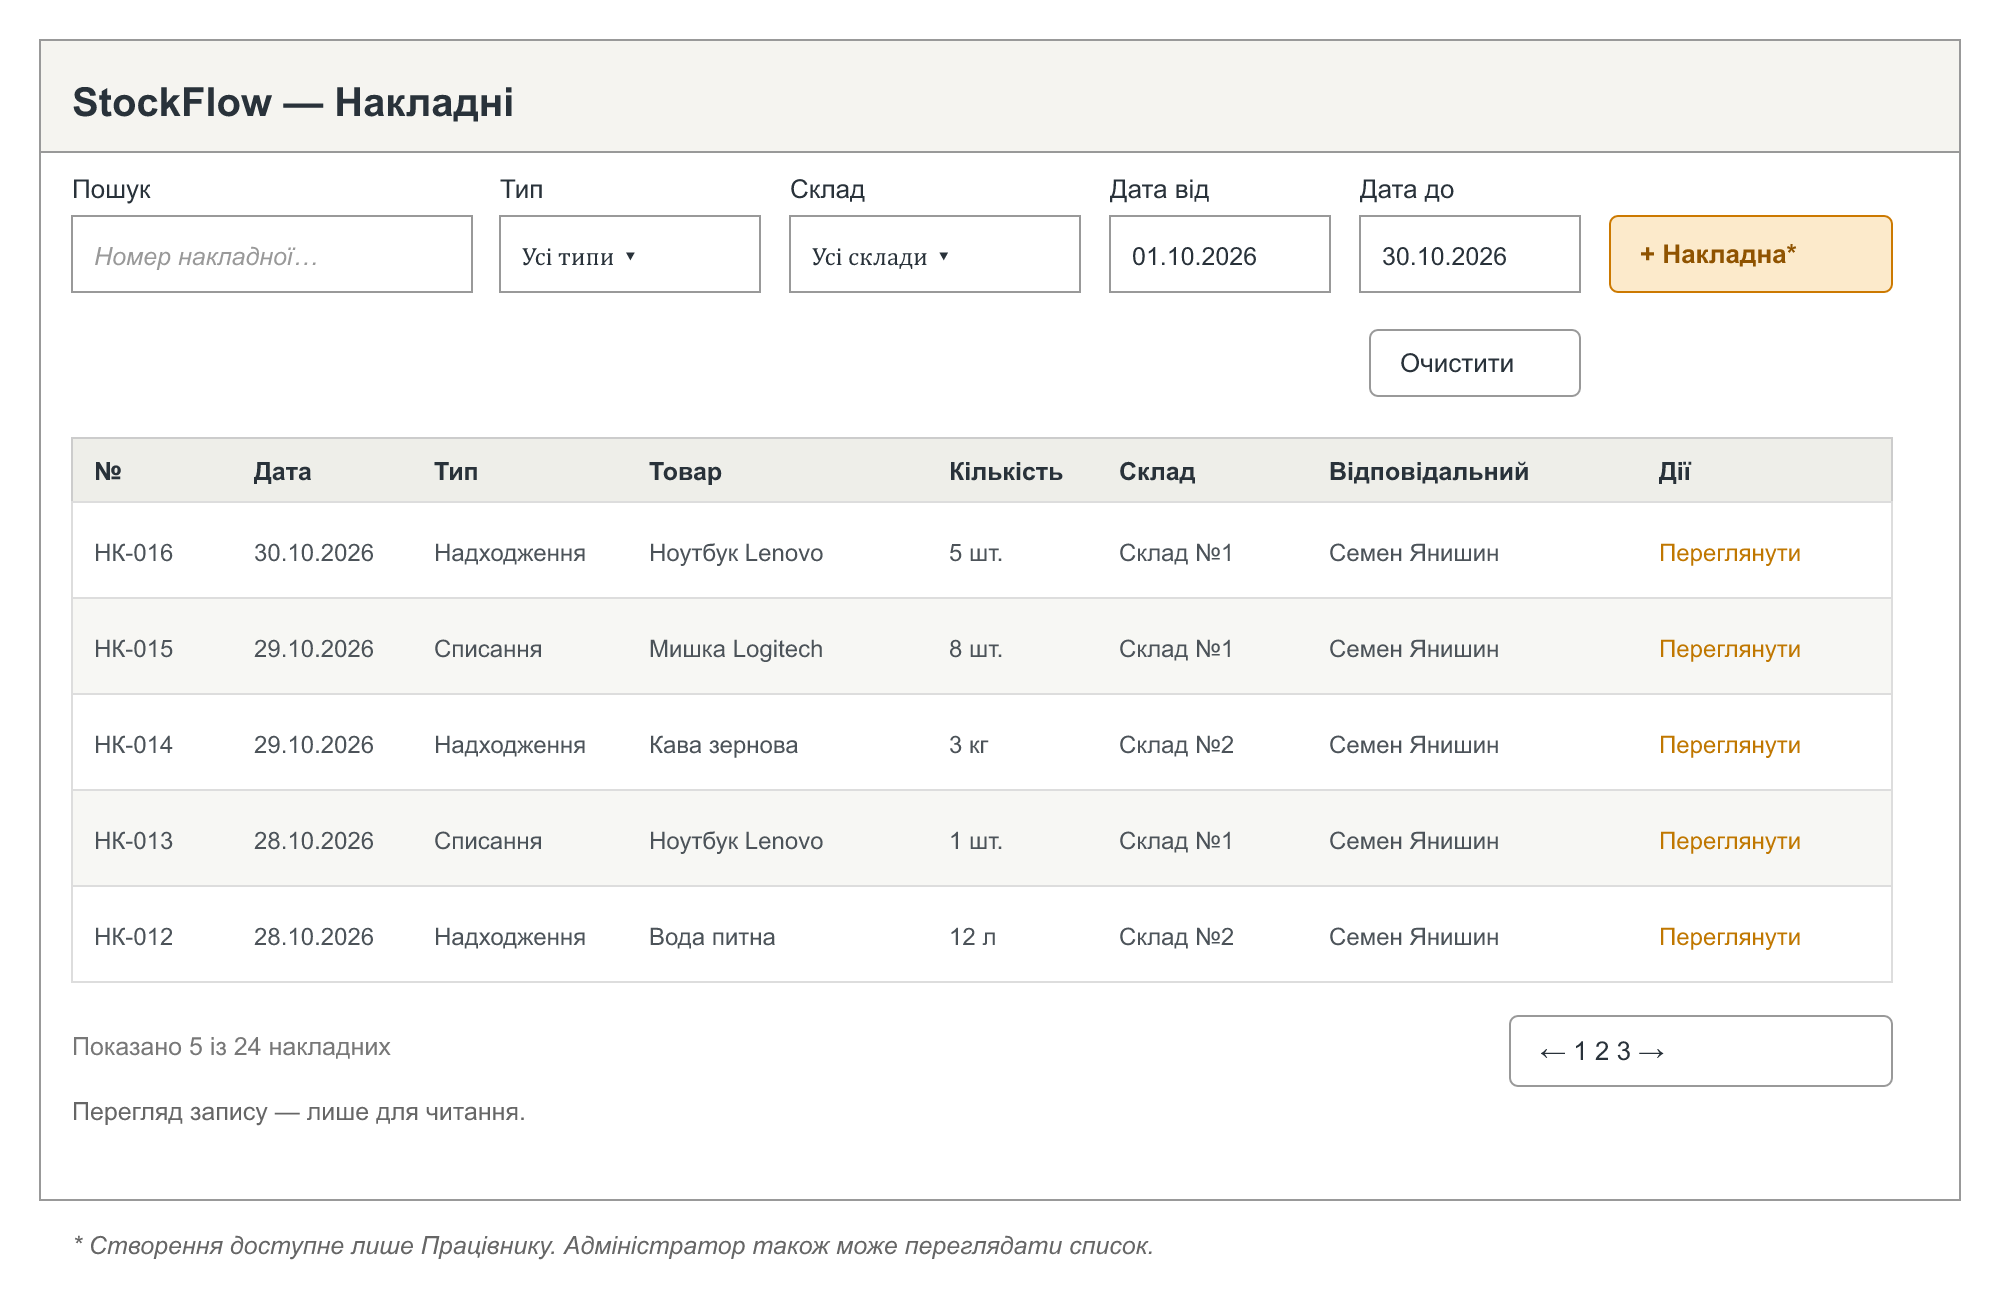 StockFlow — Накладні
Пошук Тип Склад Дата від Дата до
Номер накладної… Усі типи ▾ Усі склади ▾ 01.10.2026 30.10.2026 + Накладна*
Очистити
№ Дата Тип Товар Кількість Склад Відповідальний Дії
НК-016 30.10.2026 Надходження Ноутбук Lenovo 5 шт. Склад №1 Семен Янишин Переглянути
НК-015 29.10.2026 Списання Мишка Logitech 8 шт. Склад №1 Семен Янишин Переглянути
НК-014 29.10.2026 Надходження Кава зернова 3 кг Склад №2 Семен Янишин Переглянути
НК-013 28.10.2026 Списання Ноутбук Lenovo 1 шт. Склад №1 Семен Янишин Переглянути
НК-012 28.10.2026 Надходження Вода питна 12 л Склад №2 Семен Янишин Переглянути
Показано 5 із 24 накладних ← 1 2 3 →
Перегляд запису — лише для читання.
* Створення доступне лише Працівнику. Адміністратор також може переглядати список.